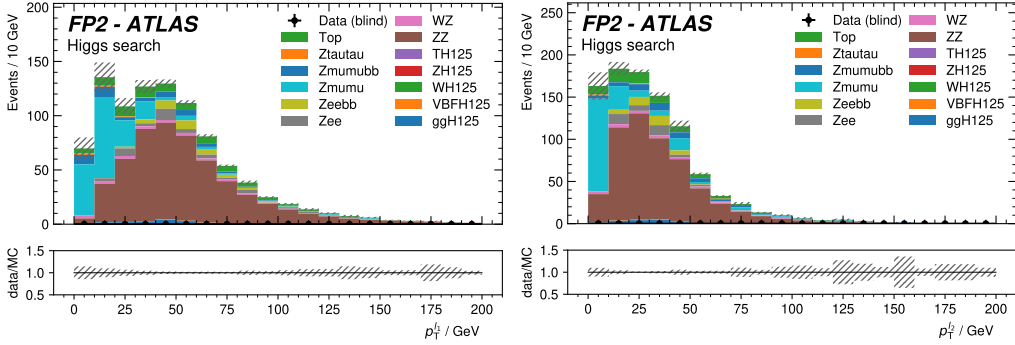 FP2 - ATLAS
Higgs search
Data (blind)
Top
Ztautau
Zmumubb
Zmumu
Zeebb
Zee
WZ
ZZ
TH125
ZH125
WH125
VBFH125
ggH125
Events / 10 GeV
200
150
100
50
0
data/MC
1.5
1.0
0.5
0 25 50 75 100 125 150 175 200
p_T^{l_1} / GeV
FP2 - ATLAS
Higgs search
Data (blind)
Top
Ztautau
Zmumubb
Zmumu
Zeebb
Zee
WZ
ZZ
TH125
ZH125
WH125
VBFH125
ggH125
Events / 10 GeV
250
200
150
100
50
0
data/MC
1.5
1.0
0.5
0 25 50 75 100 125 150 175 200
p_T^{l_2} / GeV